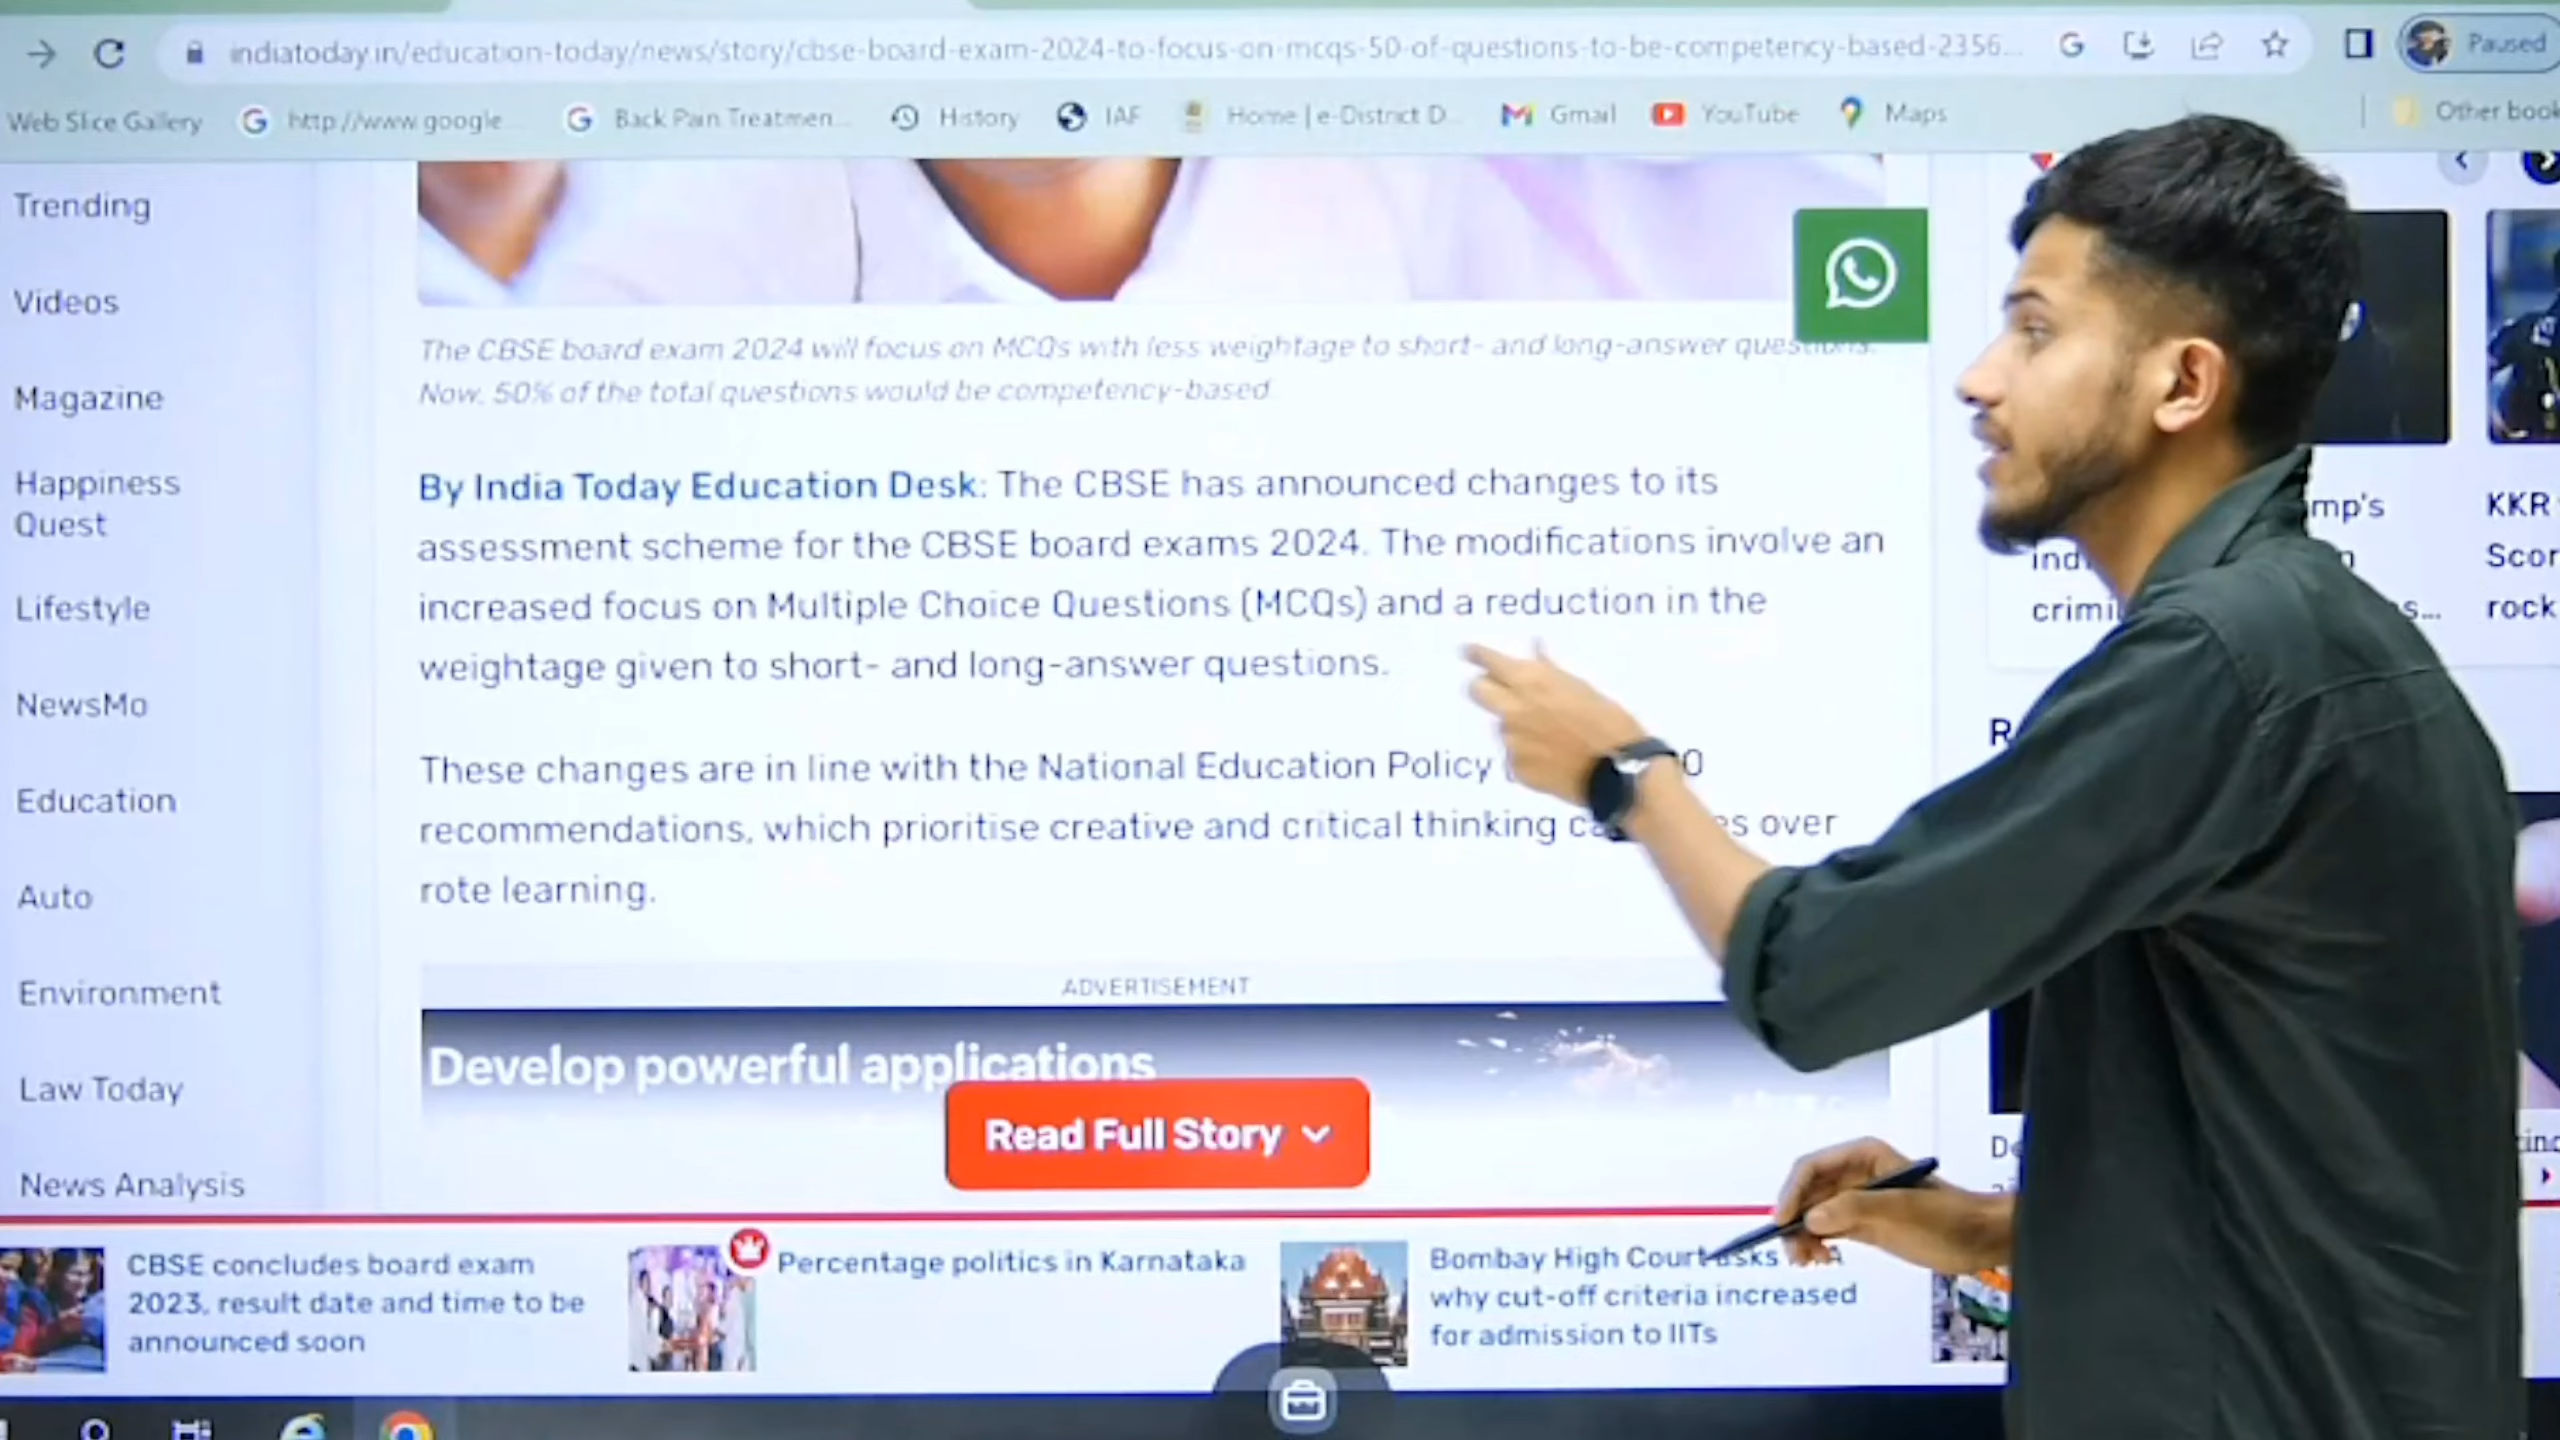 indiatoday.in/education-today/news/story/cbse-board-exam-2024-to-focus-on-mcqs-50-of-questions-to-be-competency-based-2356...
Paused
Web Slice Gallery
http://www.google...
Back Pain Treatmen...
History
IAF
Home | e-District D...
Gmail
YouTube
Maps
Other book
Trending
Videos
Magazine
Happiness
Quest
Lifestyle
NewsMo
Education
Auto
Environment
Law Today
News Analysis
The CBSE board exam 2024 will focus on MCQs with less weightage to short- and long-answer questions.
Now, 50% of the total questions would be competency-based
By India Today Education Desk: The CBSE has announced changes to its
assessment scheme for the CBSE board exams 2024. The modifications involve an
increased focus on Multiple Choice Questions (MCQs) and a reduction in the
weightage given to short- and long-answer questions.
These changes are in line with the National Education Policy
recommendations, which prioritise creative and critical thinking over
rote learning.
ADVERTISEMENT
Develop powerful applications
Read Full Story
mp's
KKR
Scor
rock
CBSE concludes board exam
2023, result date and time to be
announced soon
Percentage politics in Karnataka
Bombay High Court asks
why cut-off criteria increased
for admission to IITs